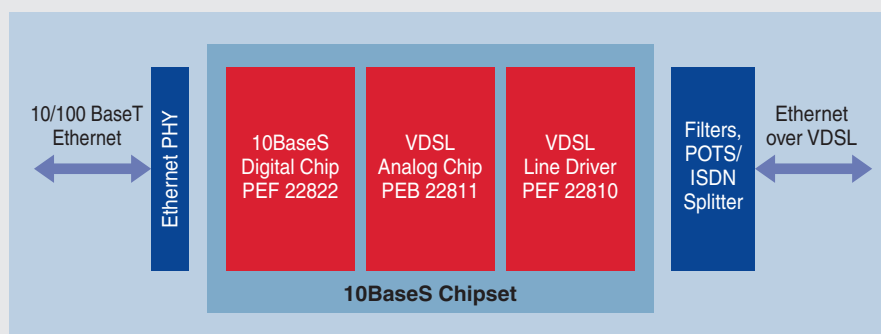 10/100 BaseT
Ethernet
Ethernet PHY
10BaseS
Digital Chip
PEF 22822
VDSL
Analog Chip
PEB 22811
VDSL
Line Driver
PEF 22810
Filters,
POTS/
ISDN
Splitter
Ethernet
over VDSL
10BaseS Chipset